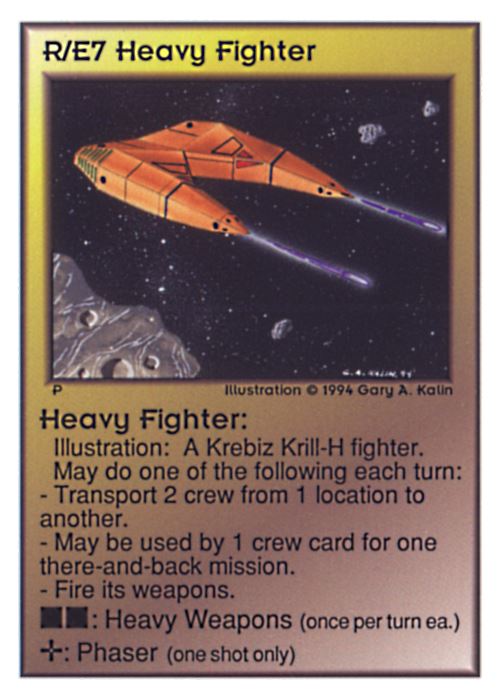 R/E7 Heavy Fighter
G. A. KALIN 94
P
Illustration © 1994 Gary A. Kalin
Heavy Fighter:
Illustration: A Krebiz Krill-H fighter.
May do one of the following each turn:
- Transport 2 crew from 1 location to
another.
- May be used by 1 crew card for one
there-and-back mission.
- Fire its weapons.
■■: Heavy Weapons (once per turn ea.)
✛: Phaser (one shot only)